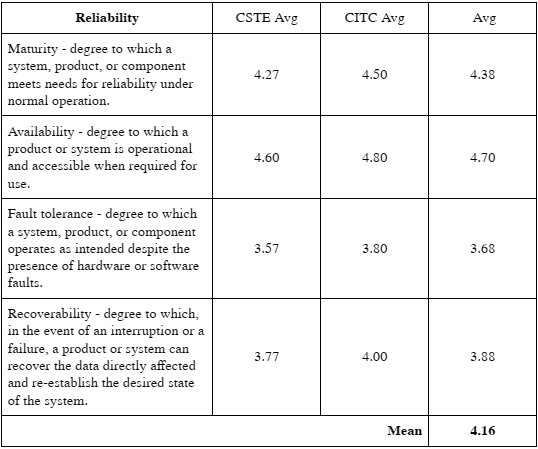 Reliability CSTE Avg CITC Avg Avg
Maturity - degree to which a
system, product, or component
meets needs for reliability under
normal operation.
4.27 4.50 4.38
Availability - degree to which a
product or system is operational
and accessible when required for
use.
4.60 4.80 4.70
Fault tolerance - degree to which
a system, product, or component
operates as intended despite the
presence of hardware or software
faults.
3.57 3.80 3.68
Recoverability - degree to which,
in the event of an interruption or a
failure, a product or system can
recover the data directly affected
and re-establish the desired state
of the system.
3.77 4.00 3.88
Mean 4.16